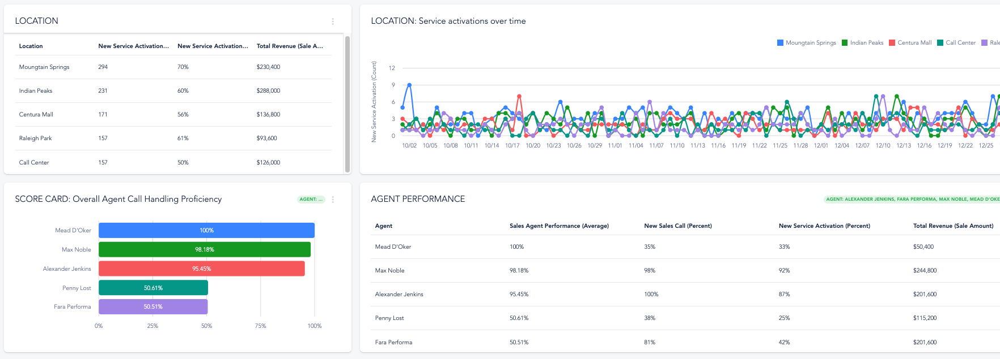 LOCATION
Location New Service Activation... New Service Activation... Total Revenue (Sale A...
Moungtain Springs 294 70% $230,400
Indian Peaks 231 60% $288,000
Centura Mall 171 56% $136,800
Raleigh Park 157 61% $93,600
Call Center 157 50% $126,000
LOCATION: Service activations over time
Moungtain Springs Indian Peaks Centura Mall Call Center Rale
New Service Activation (Count)
12
9
6
3
0
10/02 10/05 10/08 10/11 10/14 10/17 10/20 10/23 10/26 10/29 11/01 11/04 11/07 11/10 11/13 11/16 11/19 11/22 11/25 11/28 12/01 12/04 12/07 12/10 12/13 12/16 12/19 12/22 12/25
SCORE CARD: Overall Agent Call Handling Proficiency AGENT: ...
Mead D'Oker 100%
Max Noble 98.18%
Alexander Jenkins 95.45%
Penny Lost 50.61%
Fara Performa 50.51%
0% 25% 50% 75% 100%
AGENT PERFORMANCE AGENT: ALEXANDER JENKINS, FARA PERFORMA, MAX NOBLE, MEAD D'OKE
Agent Sales Agent Performance (Average) New Sales Call (Percent) New Service Activation (Percent) Total Revenue (Sale Amount)
Mead D'Oker 100% 35% 33% $50,400
Max Noble 98.18% 98% 92% $244,800
Alexander Jenkins 95.45% 100% 87% $201,600
Penny Lost 50.61% 38% 25% $115,200
Fara Performa 50.51% 81% 42% $201,600